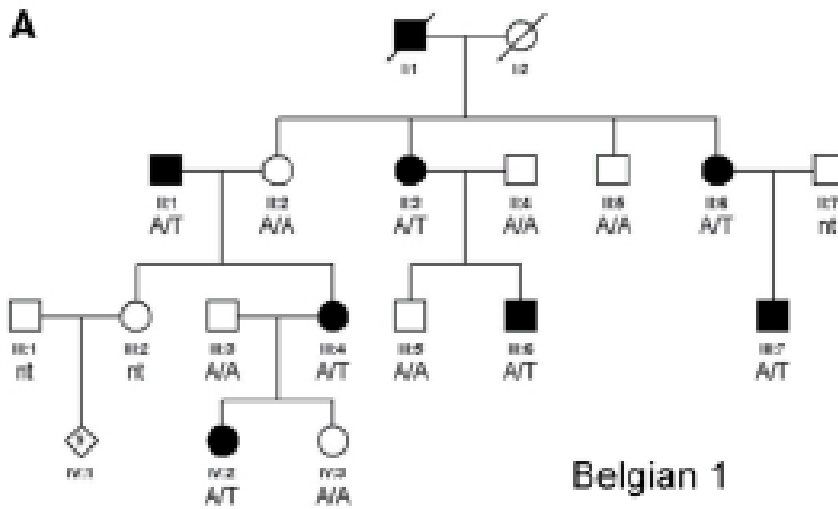 A
I:1 I:2
II:1 II:2 II:3 II:4 II:5 II:6 II:7
A/T A/A A/T A/A A/A A/T nt
III:1 III:2 III:3 III:4 III:5 III:6 III:7
nt nt A/A A/T A/A A/T A/T
IV:1 IV:2 IV:3
A/T A/A
Belgian 1